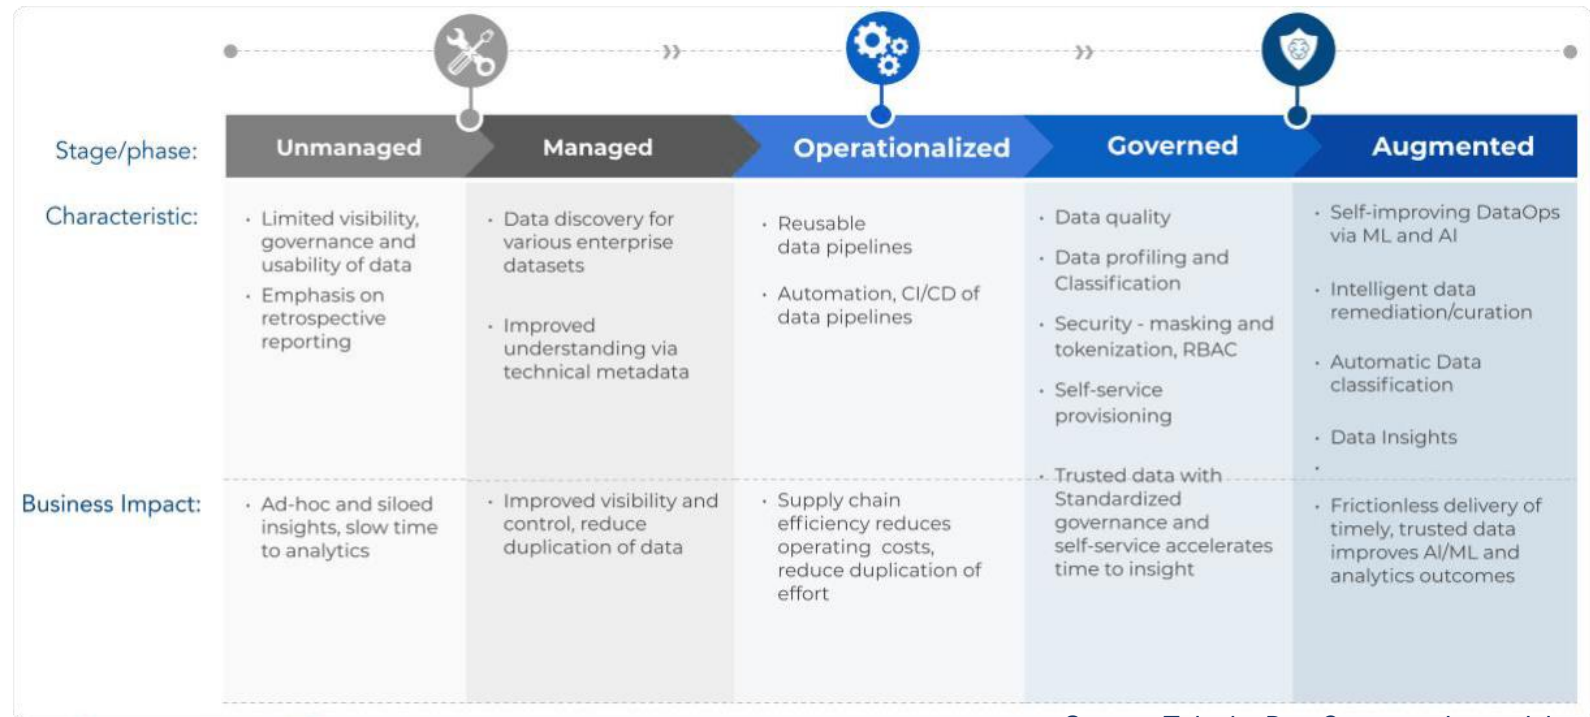 Stage/phase:
Unmanaged
Managed
Operationalized
Governed
Augmented
Characteristic:
· Limited visibility,
governance and
usability of data
· Emphasis on
retrospective
reporting
· Data discovery for
various enterprise
datasets
· Improved
understanding via
technical metadata
· Reusable
data pipelines
· Automation, CI/CD of
data pipelines
· Data quality
· Data profiling and
Classification
· Security - masking and
tokenization, RBAC
· Self-service
provisioning
· Self-improving DataOps
via ML and AI
· Intelligent data
remediation/curation
· Automatic Data
classification
· Data Insights
·
Business Impact:
· Ad-hoc and siloed
insights, slow time
to analytics
· Improved visibility and
control, reduce
duplication of data
· Supply chain
efficiency reduces
operating costs,
reduce duplication of
effort
· Trusted data with
Standardized
governance and
self-service accelerates
time to insight
· Frictionless delivery of
timely, trusted data
improves AI/ML and
analytics outcomes